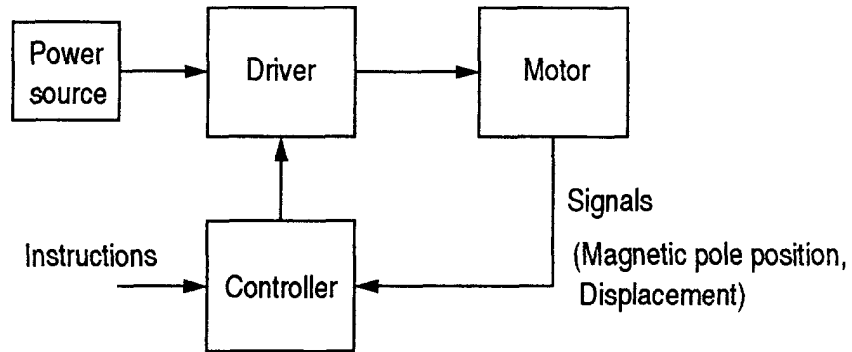 Power
source
Driver
Motor
Signals
(Magnetic pole position,
Displacement)
Instructions
Controller